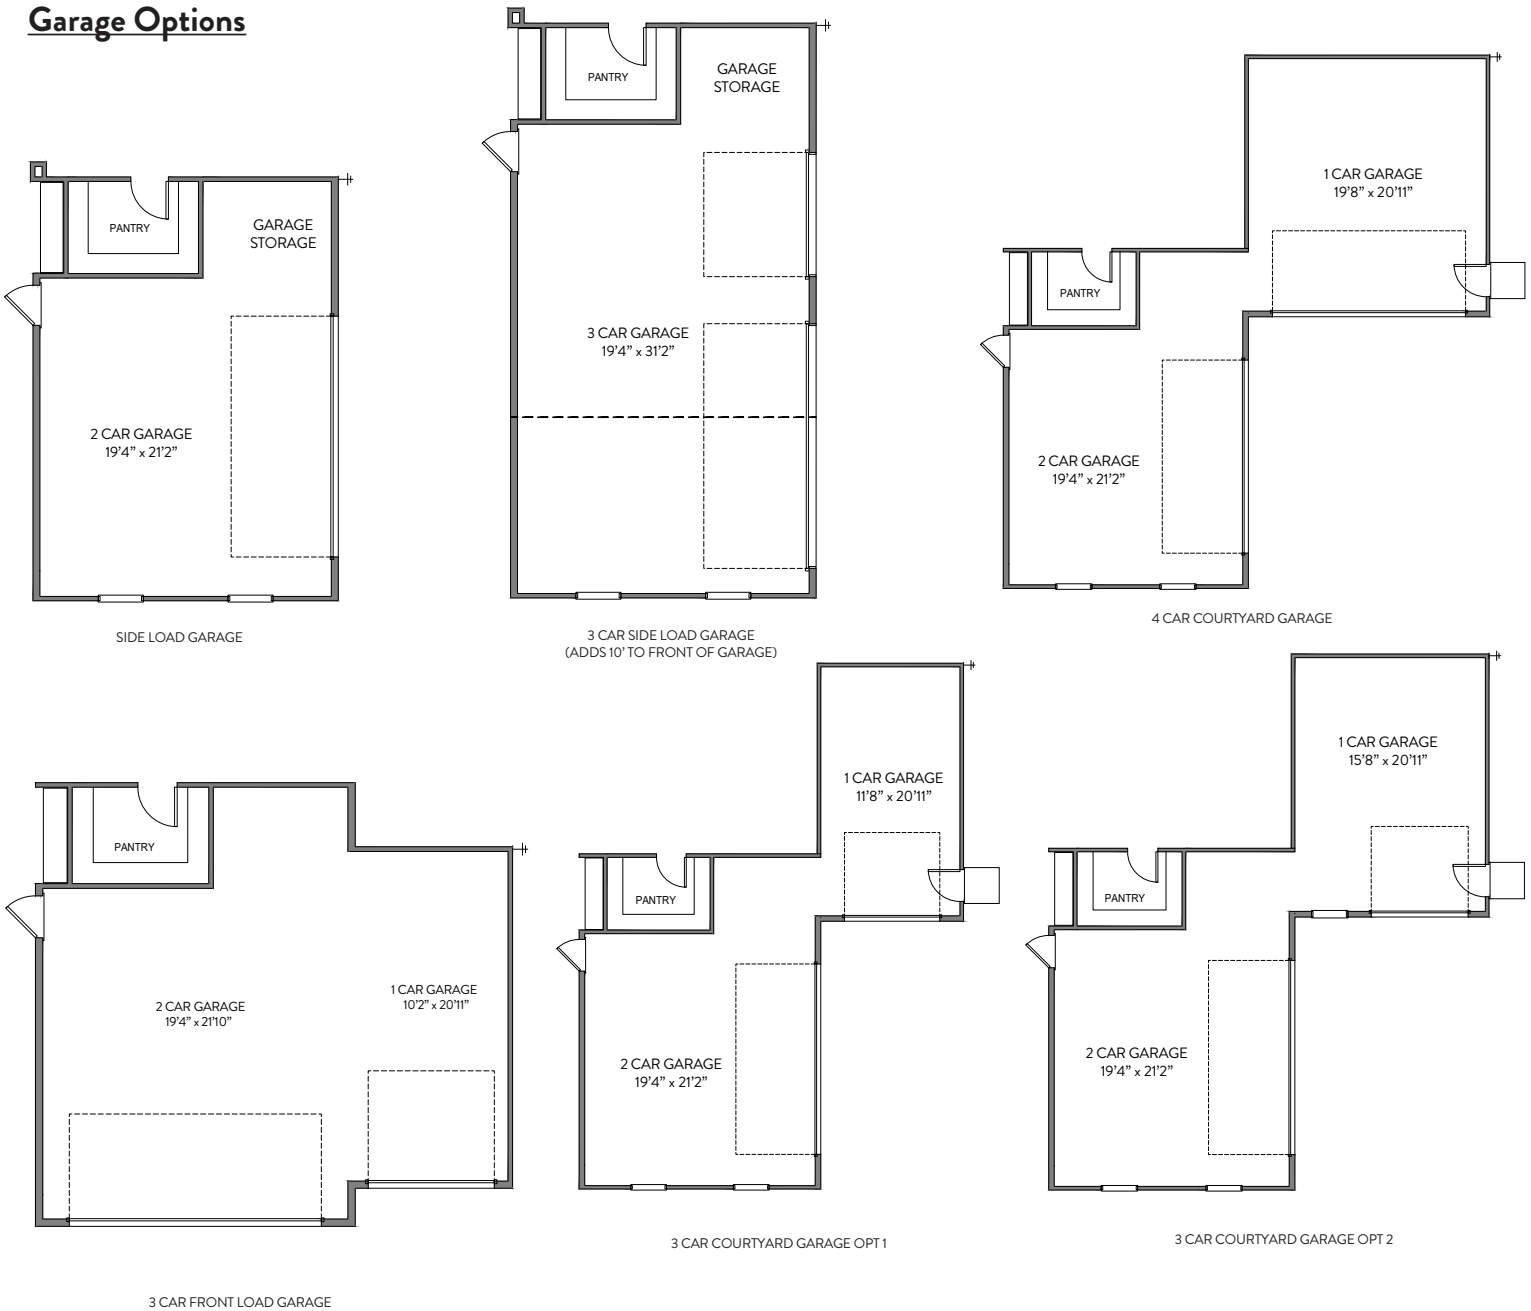 Garage Options
PANTRY
GARAGE
STORAGE
2 CAR GARAGE
19’4” x 21’2”
SIDE LOAD GARAGE
PANTRY
GARAGE
STORAGE
3 CAR GARAGE
19’4” x 31’2”
3 CAR SIDE LOAD GARAGE
(ADDS 10’ TO FRONT OF GARAGE)
1 CAR GARAGE
19’8” x 20’11”
PANTRY
2 CAR GARAGE
19’4” x 21’2”
4 CAR COURTYARD GARAGE
PANTRY
2 CAR GARAGE
19’4” x 21’10”
1 CAR GARAGE
10’2” x 20’11”
3 CAR FRONT LOAD GARAGE
1 CAR GARAGE
11’8” x 20’11”
PANTRY
2 CAR GARAGE
19’4” x 21’2”
3 CAR COURTYARD GARAGE OPT 1
1 CAR GARAGE
15’8” x 20’11”
PANTRY
2 CAR GARAGE
19’4” x 21’2”
3 CAR COURTYARD GARAGE OPT 2